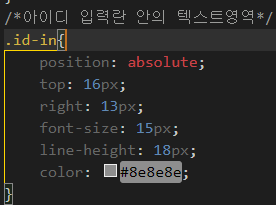 /*아이디 입력란 안의 텍스트영역*/
.id-in{
position: absolute;
top: 16px;
right: 13px;
font-size: 15px;
line-height: 18px;
color: #8e8e8e;
}